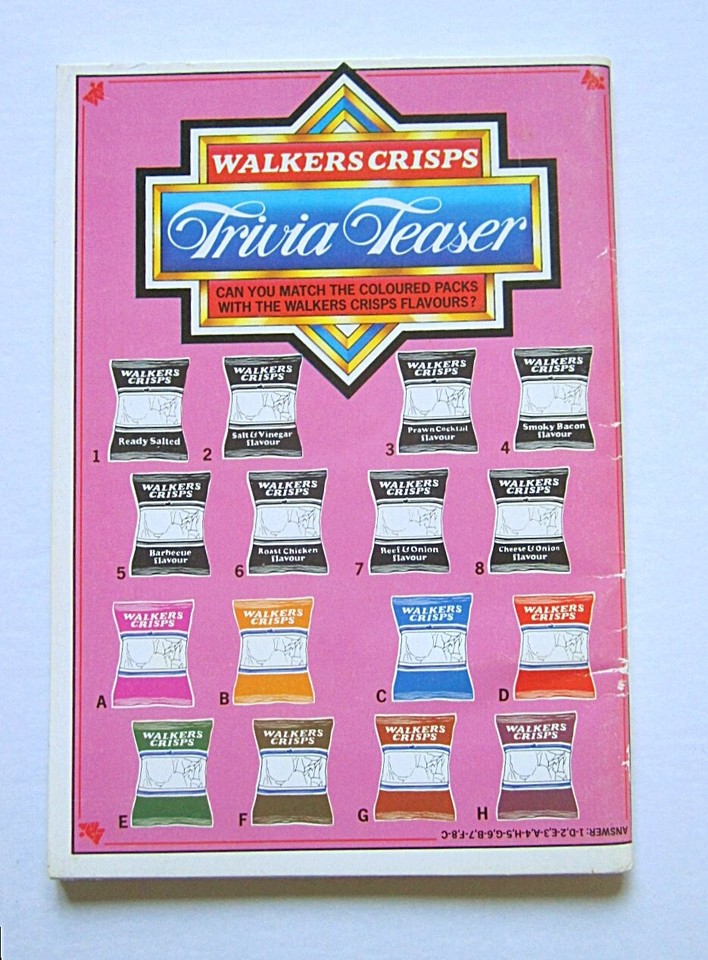 WALKERS CRISPS
Trivia Teaser
CAN YOU MATCH THE COLOURED PACKS
WITH THE WALKERS CRISPS FLAVOURS?
WALKERS
CRISPS
Ready Salted
1
WALKERS
CRISPS
Salt & Vinegar
flavour
2
WALKERS
CRISPS
Prawn Cocktail
flavour
3
WALKERS
CRISPS
Smoky Bacon
flavour
4
WALKERS
CRISPS
Barbecue
flavour
5
WALKERS
CRISPS
Roast Chicken
flavour
6
WALKERS
CRISPS
Beef & Onion
flavour
7
WALKERS
CRISPS
Cheese & Onion
flavour
8
WALKERS
CRISPS
A
WALKERS
CRISPS
B
WALKERS
CRISPS
C
WALKERS
CRISPS
D
WALKERS
CRISPS
E
WALKERS
CRISPS
F
WALKERS
CRISPS
G
WALKERS
CRISPS
H
ANSWER: 1-D,2-E,3-A,4-H,5-G,6-B,7-F,8-C